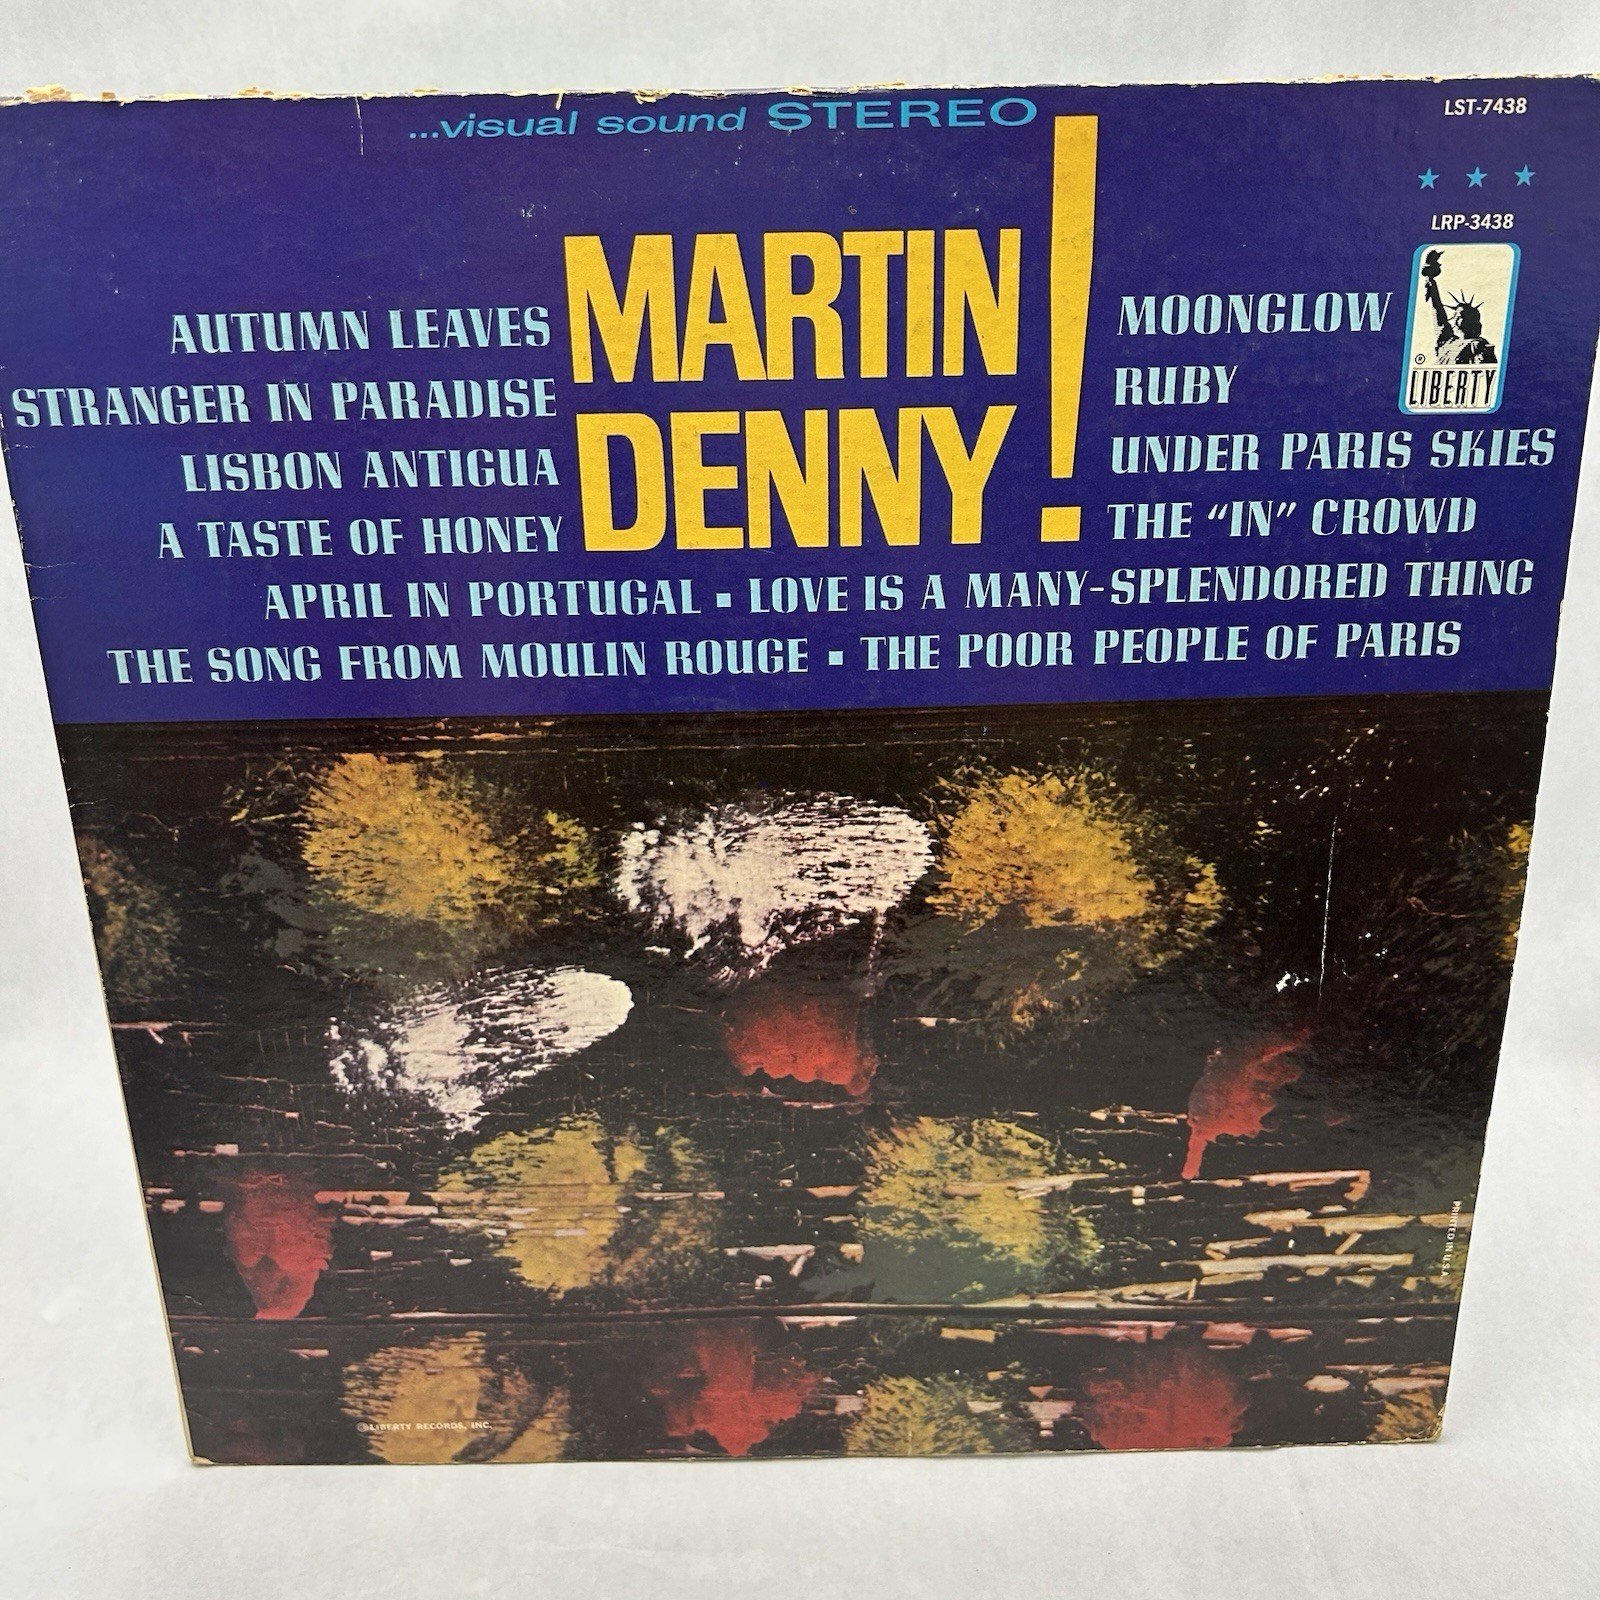 ...visual sound STEREO
LST-7438
★ ★ ★
LRP-3438
MARTIN
DENNY!
AUTUMN LEAVES
STRANGER IN PARADISE
LISBON ANTIGUA
A TASTE OF HONEY
MOONGLOW
RUBY
UNDER PARIS SKIES
THE “IN” CROWD
APRIL IN PORTUGAL ▪ LOVE IS A MANY-SPLENDORED THING
THE SONG FROM MOULIN ROUGE ▪ THE POOR PEOPLE OF PARIS
®
LIBERTY
PRINTED IN U.S.A.
©LIBERTY RECORDS, INC.